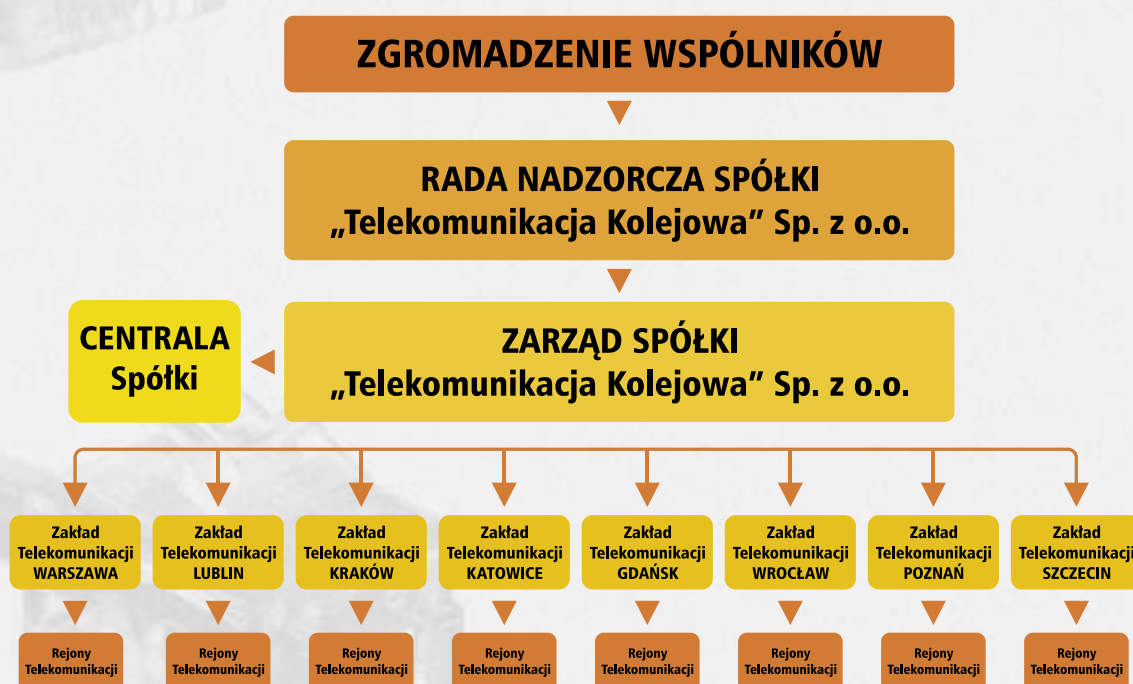 ZGROMADZENIE WSPÓLNIKÓW
RADA NADZORCZA SPÓŁKI
„Telekomunikacja Kolejowa” Sp. z o.o.
CENTRALA
Spółki
ZARZĄD SPÓŁKI
„Telekomunikacja Kolejowa” Sp. z o.o.
Zakład
Telekomunikacji
WARSZAWA
Zakład
Telekomunikacji
LUBLIN
Zakład
Telekomunikacji
KRAKÓW
Zakład
Telekomunikacji
KATOWICE
Zakład
Telekomunikacji
GDAŃSK
Zakład
Telekomunikacji
WROCŁAW
Zakład
Telekomunikacji
POZNAŃ
Zakład
Telekomunikacji
SZCZECIN
Rejony
Telekomunikacji
Rejony
Telekomunikacji
Rejony
Telekomunikacji
Rejony
Telekomunikacji
Rejony
Telekomunikacji
Rejony
Telekomunikacji
Rejony
Telekomunikacji
Rejony
Telekomunikacji